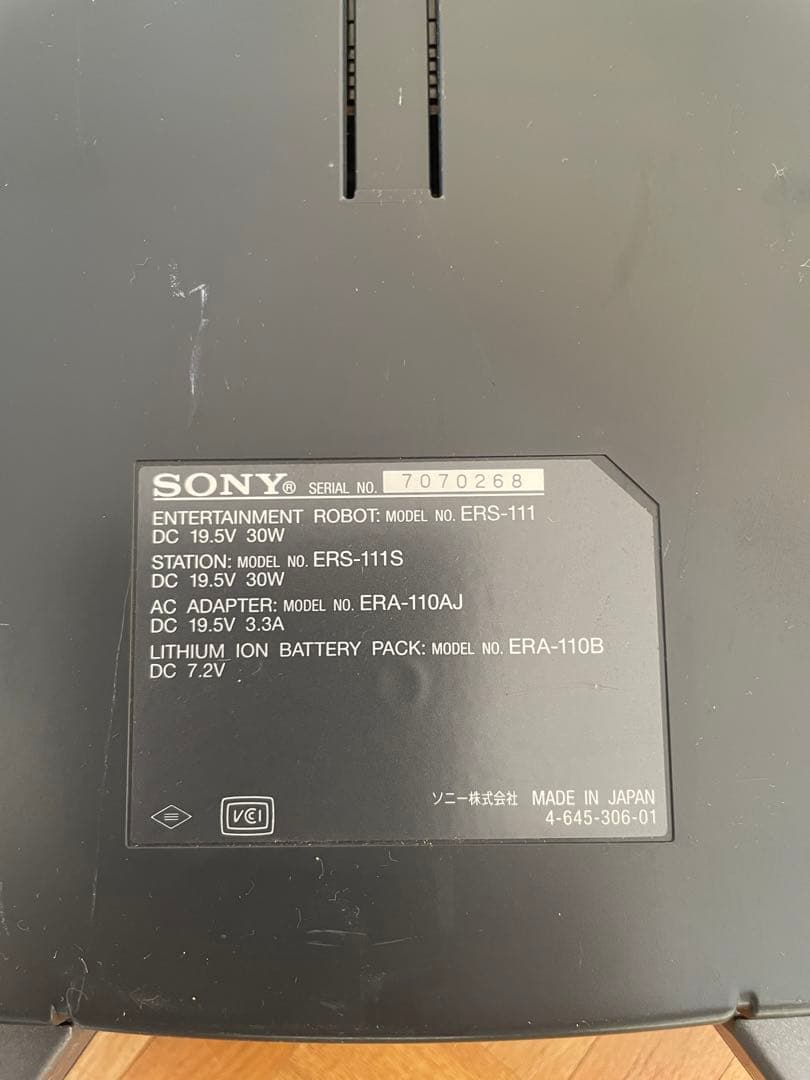 SONY® SERIAL NO. 7070268
ENTERTAINMENT ROBOT: MODEL NO. ERS-111
DC 19.5V 30W
STATION: MODEL NO. ERS-111S
DC 19.5V 30W
AC ADAPTER: MODEL NO. ERA-110AJ
DC 19.5V 3.3A
LITHIUM ION BATTERY PACK: MODEL NO. ERA-110B
DC 7.2V
ソニー株式会社 MADE IN JAPAN
VCI 4-645-306-01